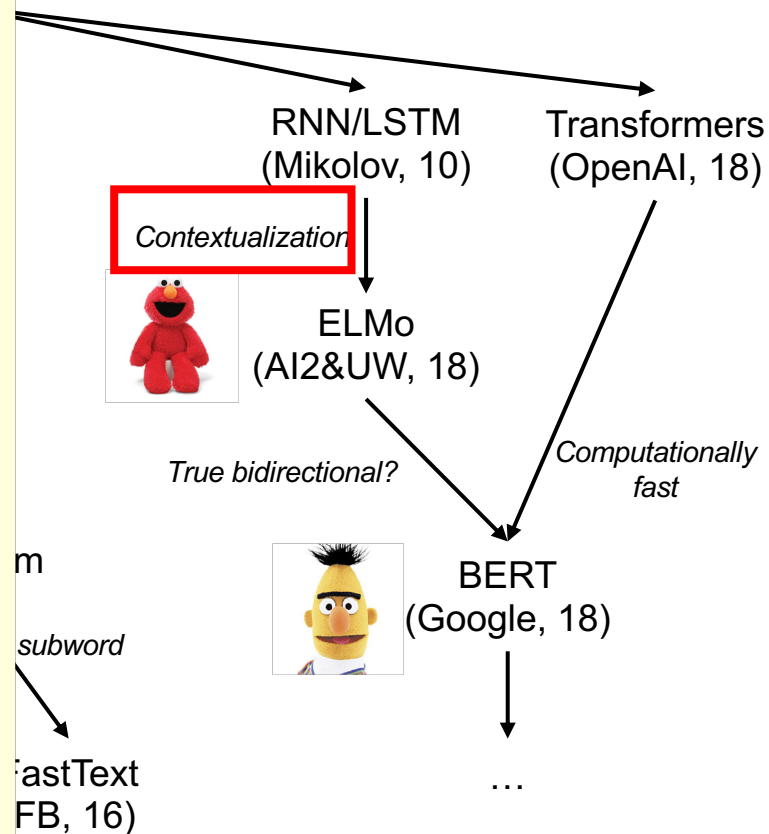 RNN/LSTM
(Mikolov, 10)
Transformers
(OpenAI, 18)
Contextualization
ELMo
(AI2&UW, 18)
True bidirectional?
Computationally
fast
BERT
(Google, 18)
m
subword
FastText
FB, 16)
…